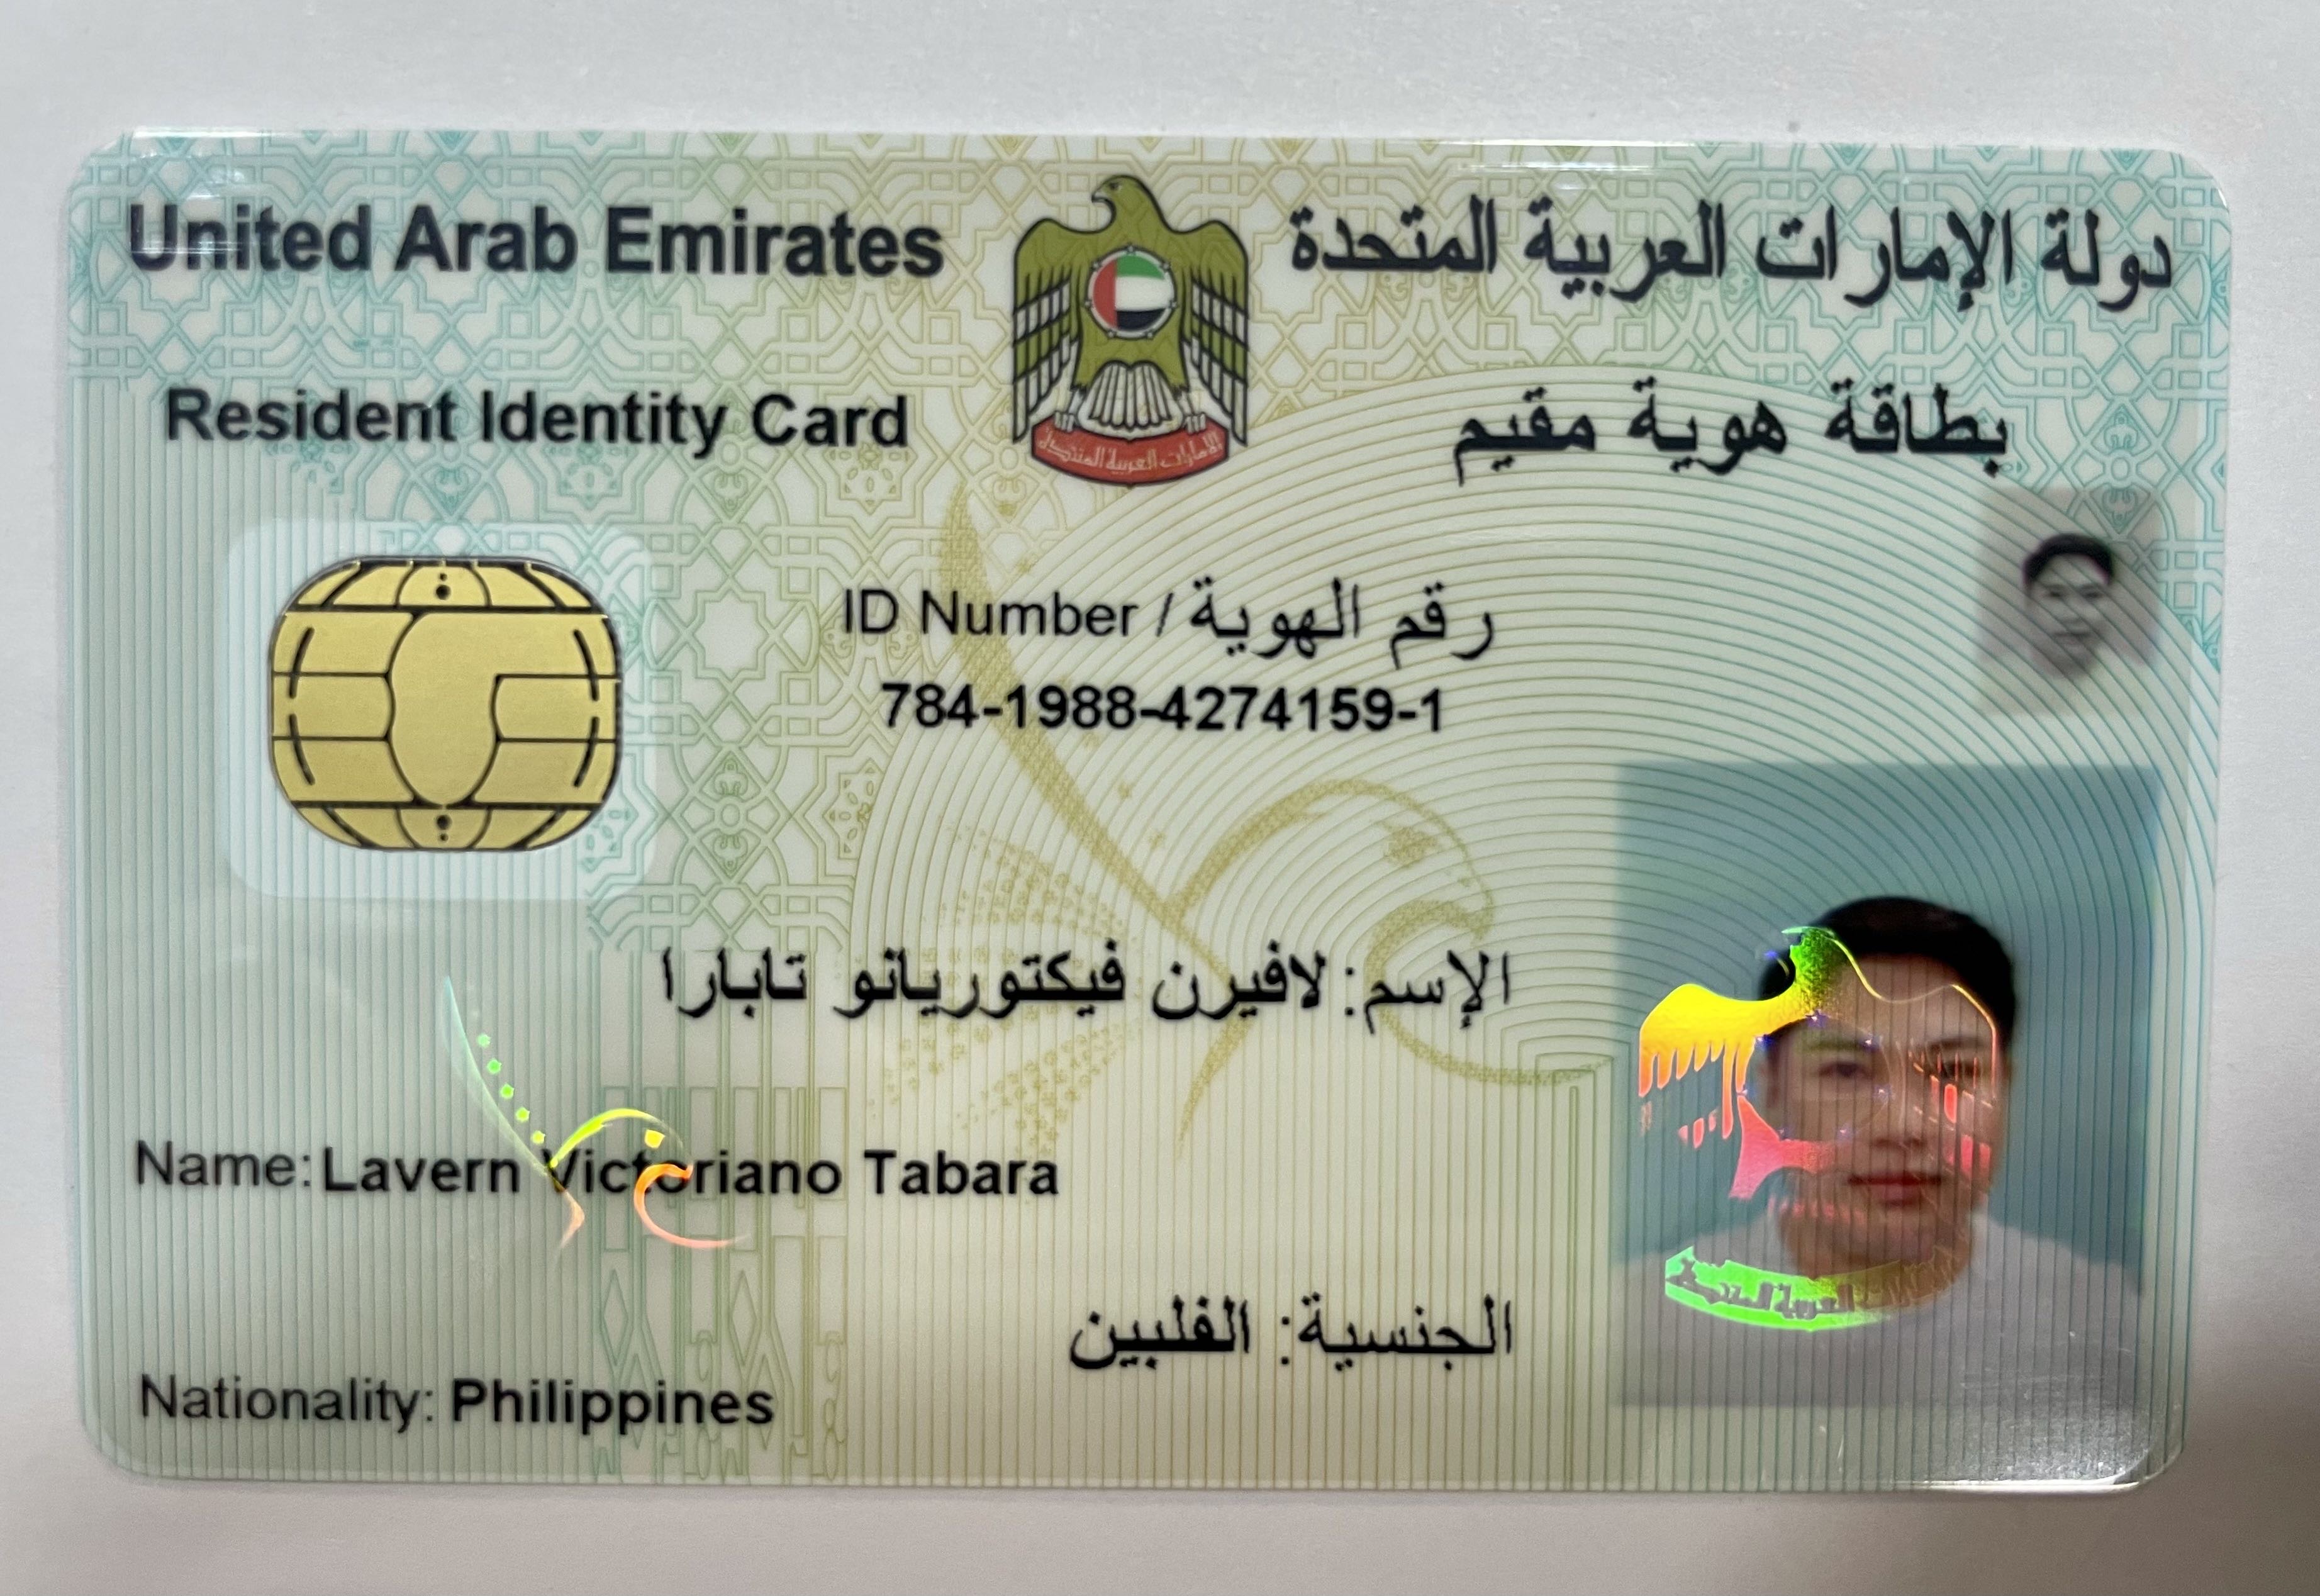 United Arab Emirates
دولة الإمارات العربية المتحدة
Resident Identity Card
بطاقة هوية مقيم
الإمارات العربية المتحدة
ID Number / رقم الهوية
784-1988-4274159-1
الإسم: لافيرن فيكتوريانو تابارا
Name: Lavern Victoriano Tabara
العربية المتحدة
الجنسية: الفلبين
Nationality: Philippines